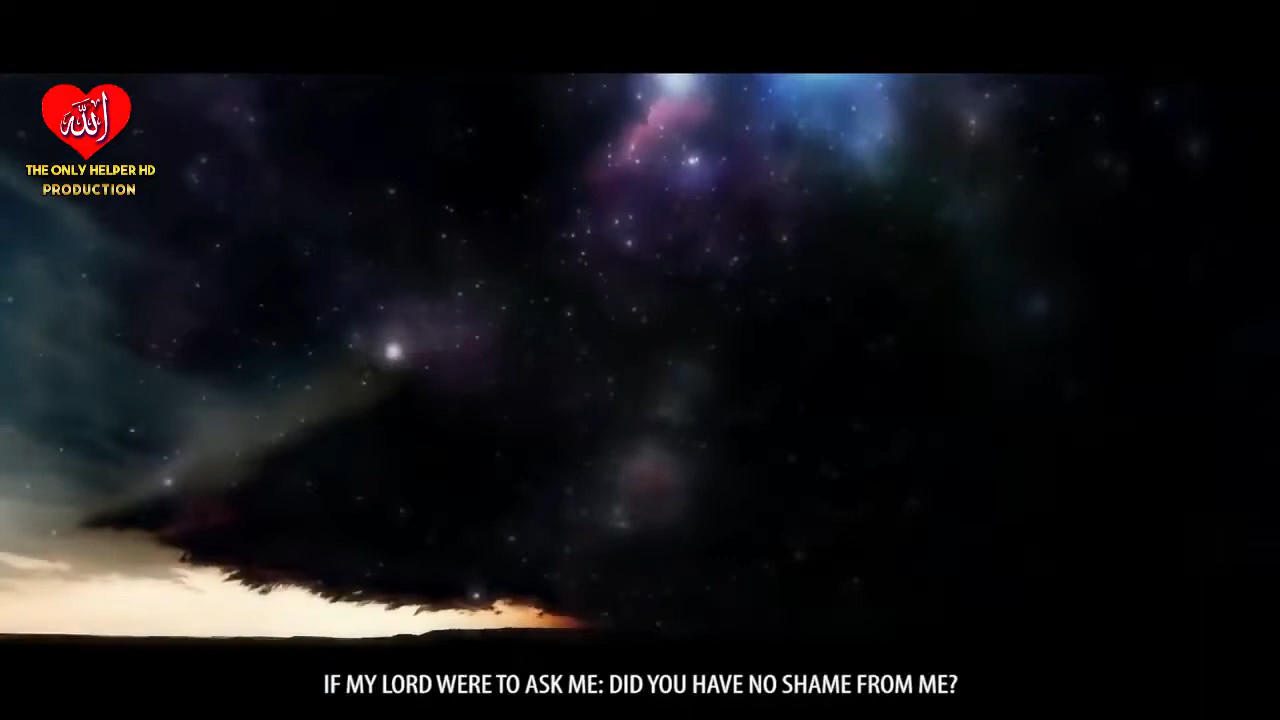 الله
THE ONLY HELPER HD
PRODUCTION
IF MY LORD WERE TO ASK ME: DID YOU HAVE NO SHAME FROM ME?